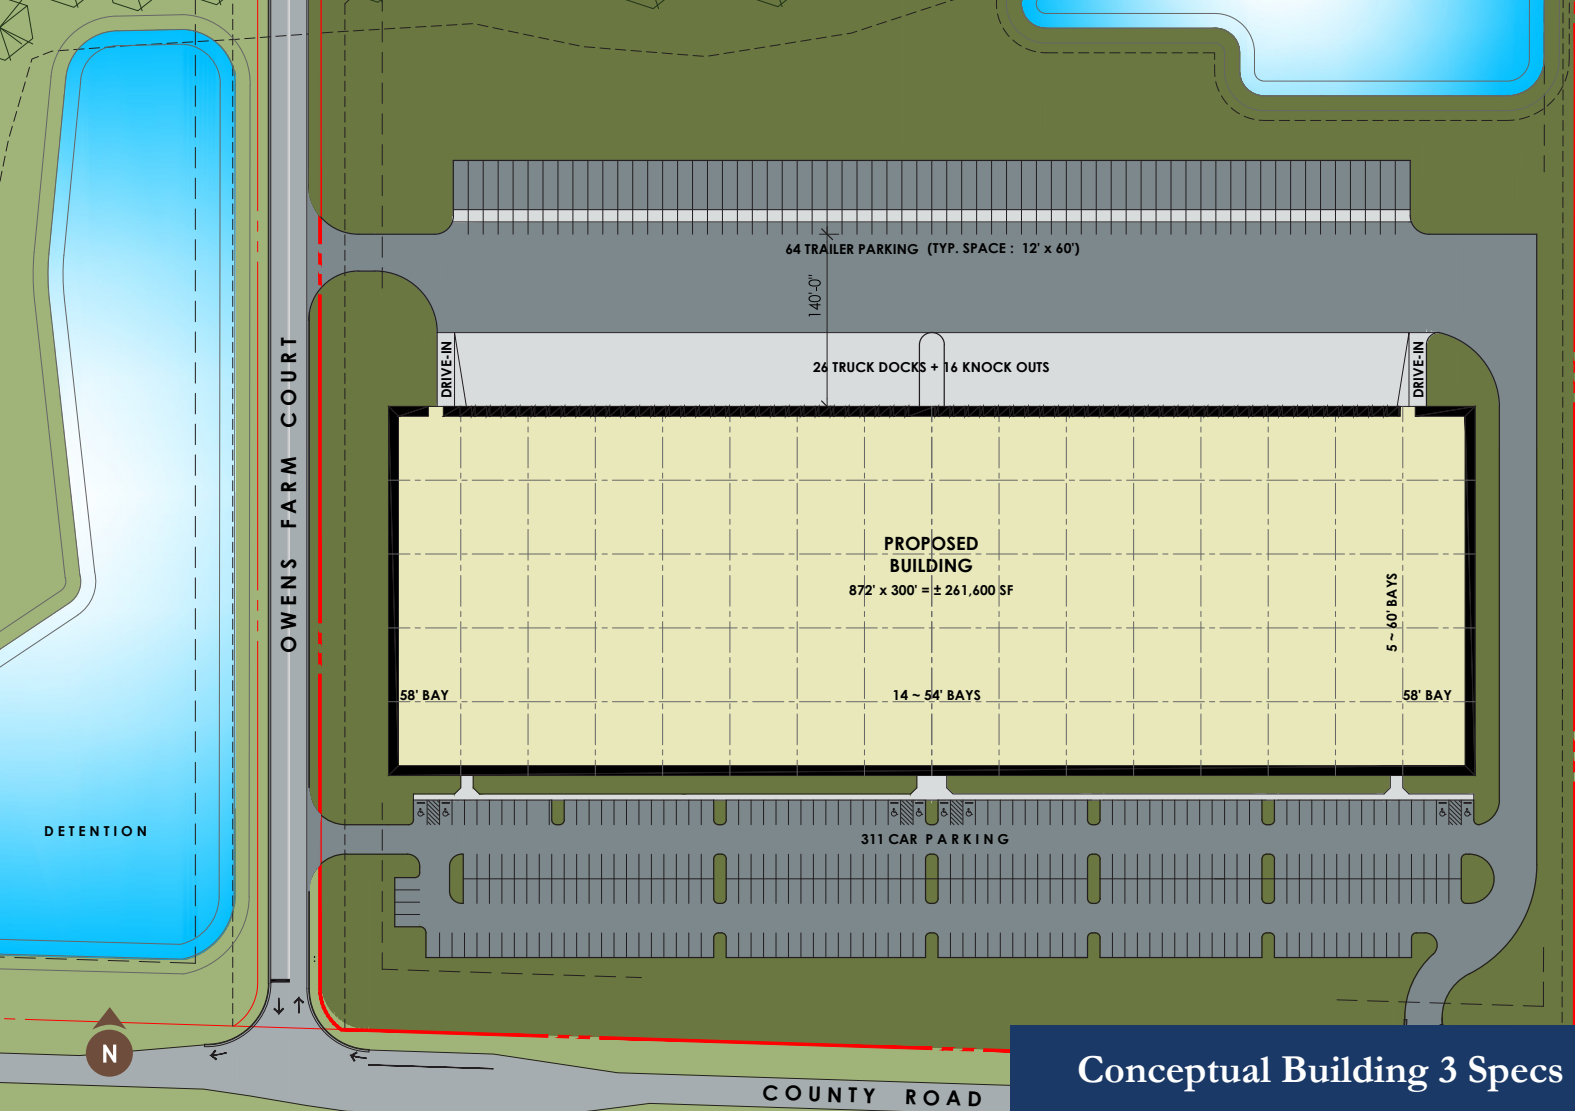 64 TRAILER PARKING (TYP. SPACE : 12' x 60')
140'-0"
DRIVE-IN
26 TRUCK DOCKS + 16 KNOCK OUTS
DRIVE-IN
OWENS FARM COURT
PROPOSED
BUILDING
872' x 300' = ± 261,600 SF
5 ~ 60' BAYS
58' BAY
14 ~ 54' BAYS
58' BAY
DETENTION
311 CAR PARKING
N
COUNTY ROAD
Conceptual Building 3 Specs